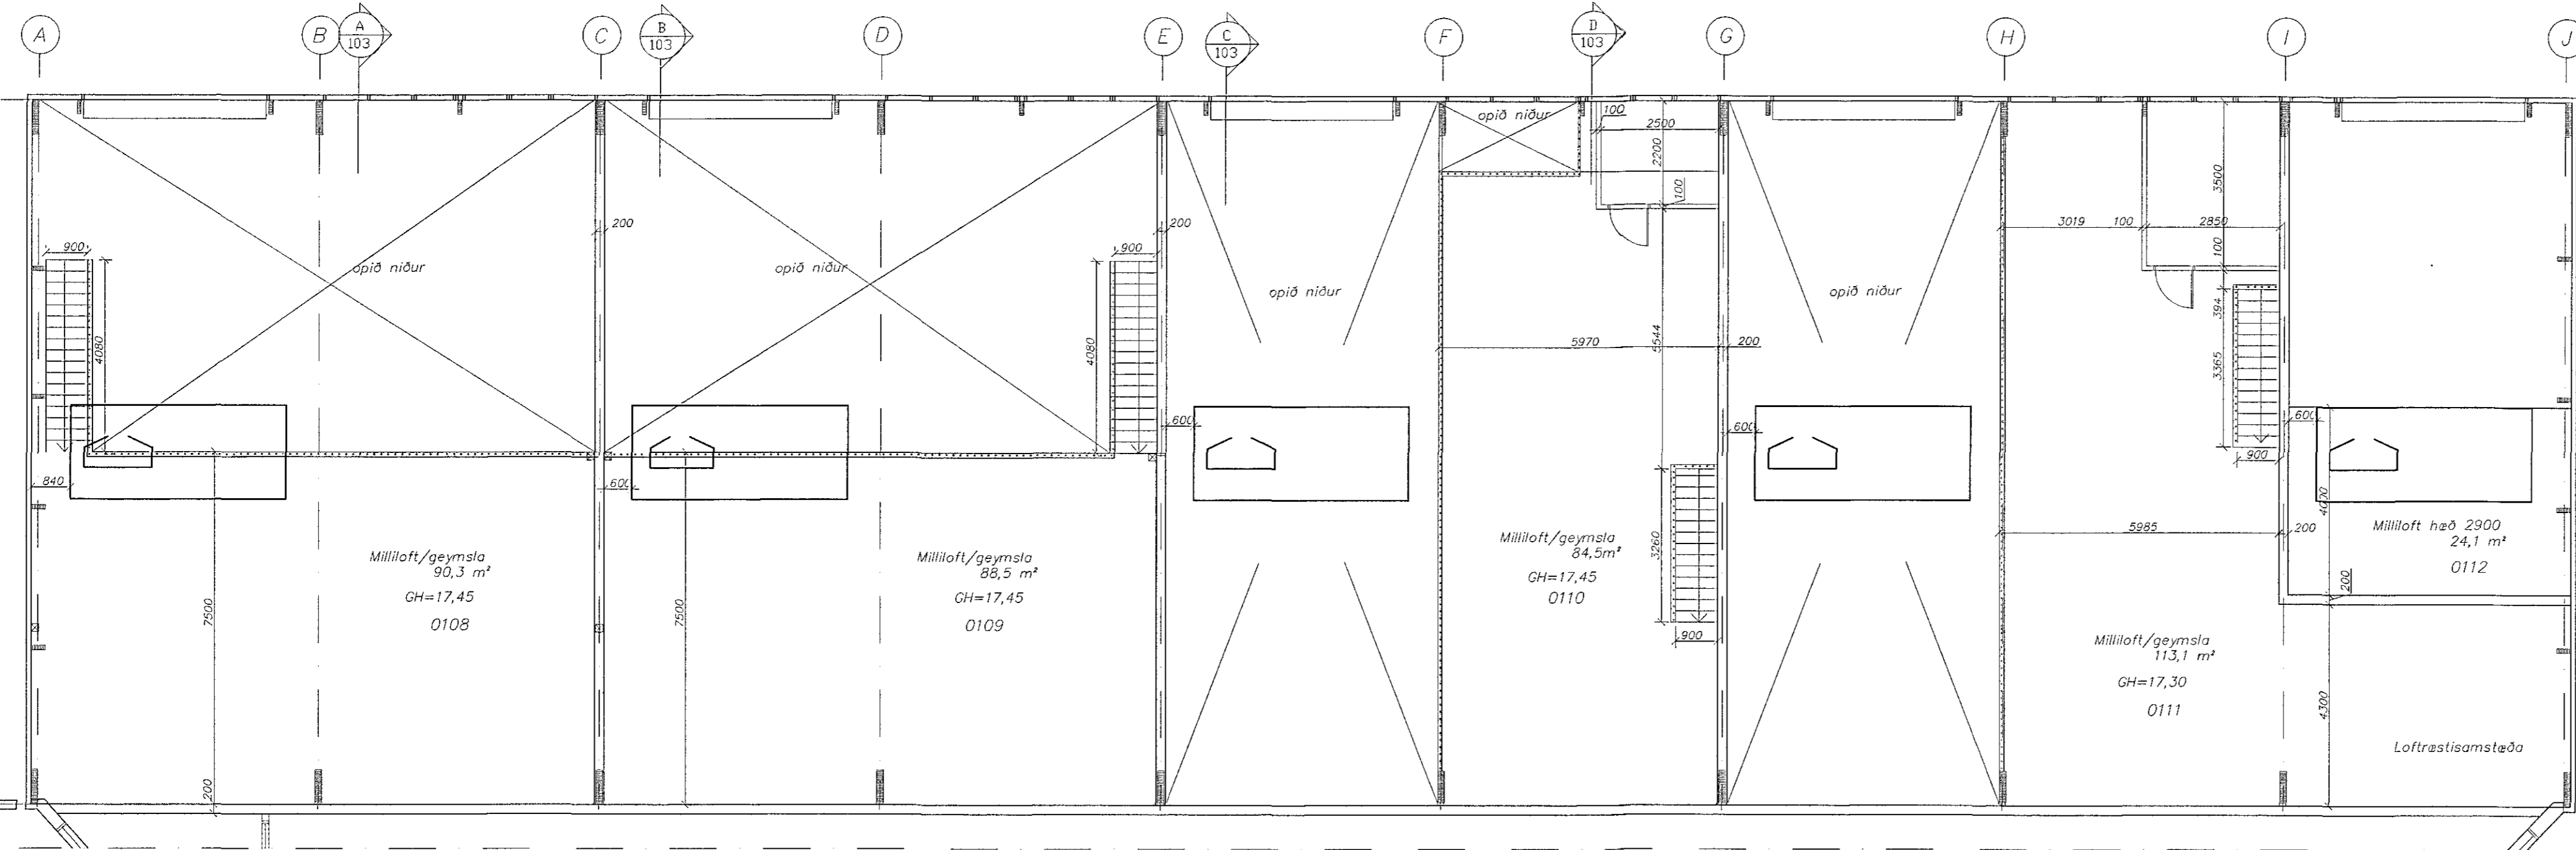 A
B
A
103
C
B
103
D
E
C
103
F
D
103
G
H
I
J
opið niður
100
2500
2200
100
3500
200
200
3019
100
2850
100
900
900
opið niður
opið niður
opið niður
opið niður
394
4080
4080
5970
5544
200
3365
600
600
600
900
840
600
4000
5985
200
Milliloft hæð 2900
24,1 m²
0112
Milliloft/geymsla
90,3 m²
GH=17,45
0108
Milliloft/geymsla
88,5 m²
GH=17,45
0109
Milliloft/geymsla
84,5m²
GH=17,45
0110
3260
900
200
7500
7500
Milliloft/geymsla
113,1 m²
GH=17,30
0111
4300
Loftræstisamstæða
200